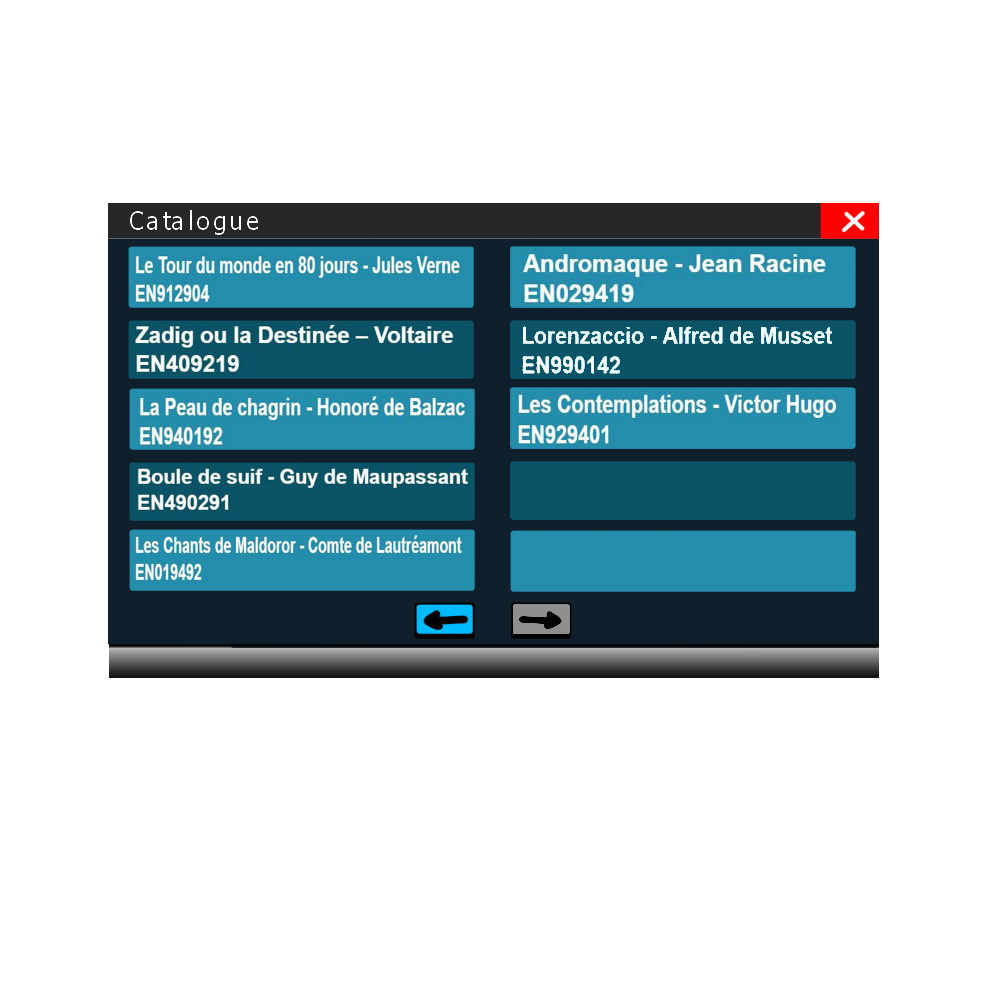 Catalogue
Le Tour du monde en 80 jours - Jules Verne
EN912904
Zadig ou la Destinée – Voltaire
EN409219
La Peau de chagrin - Honoré de Balzac
EN940192
Boule de suif - Guy de Maupassant
EN490291
Les Chants de Maldoror - Comte de Lautréamont
EN019492
Andromaque - Jean Racine
EN029419
Lorenzaccio - Alfred de Musset
EN990142
Les Contemplations - Victor Hugo
EN929401